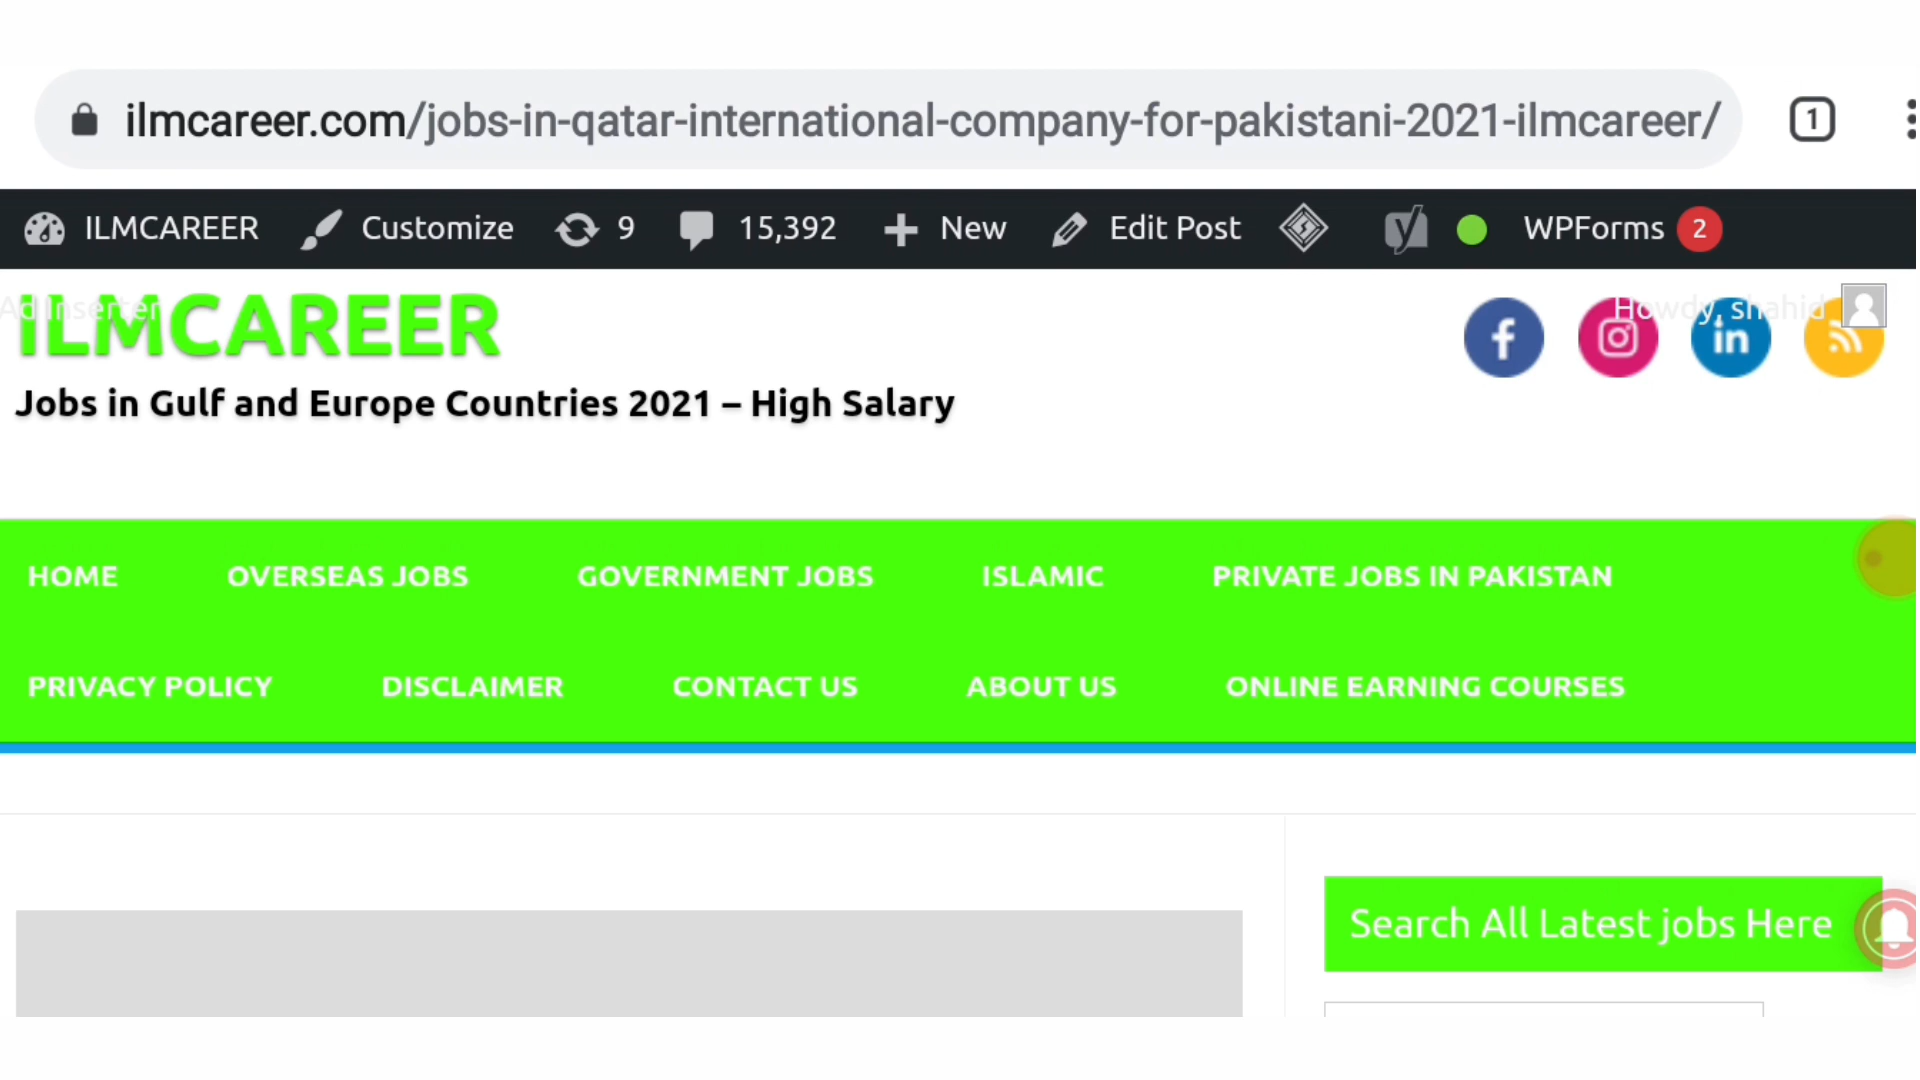 ilmcareer.com/jobs-in-qatar-international-company-for-pakistani-2021-ilmcareer/ 1
ILMCAREER Customize 9 15,392 New Edit Post WPForms 2
Ad Inserter Howdy, shahid
ILMCAREER
Jobs in Gulf and Europe Countries 2021 – High Salary
HOME OVERSEAS JOBS GOVERNMENT JOBS ISLAMIC PRIVATE JOBS IN PAKISTAN
PRIVACY POLICY DISCLAIMER CONTACT US ABOUT US ONLINE EARNING COURSES
Search All Latest jobs Here